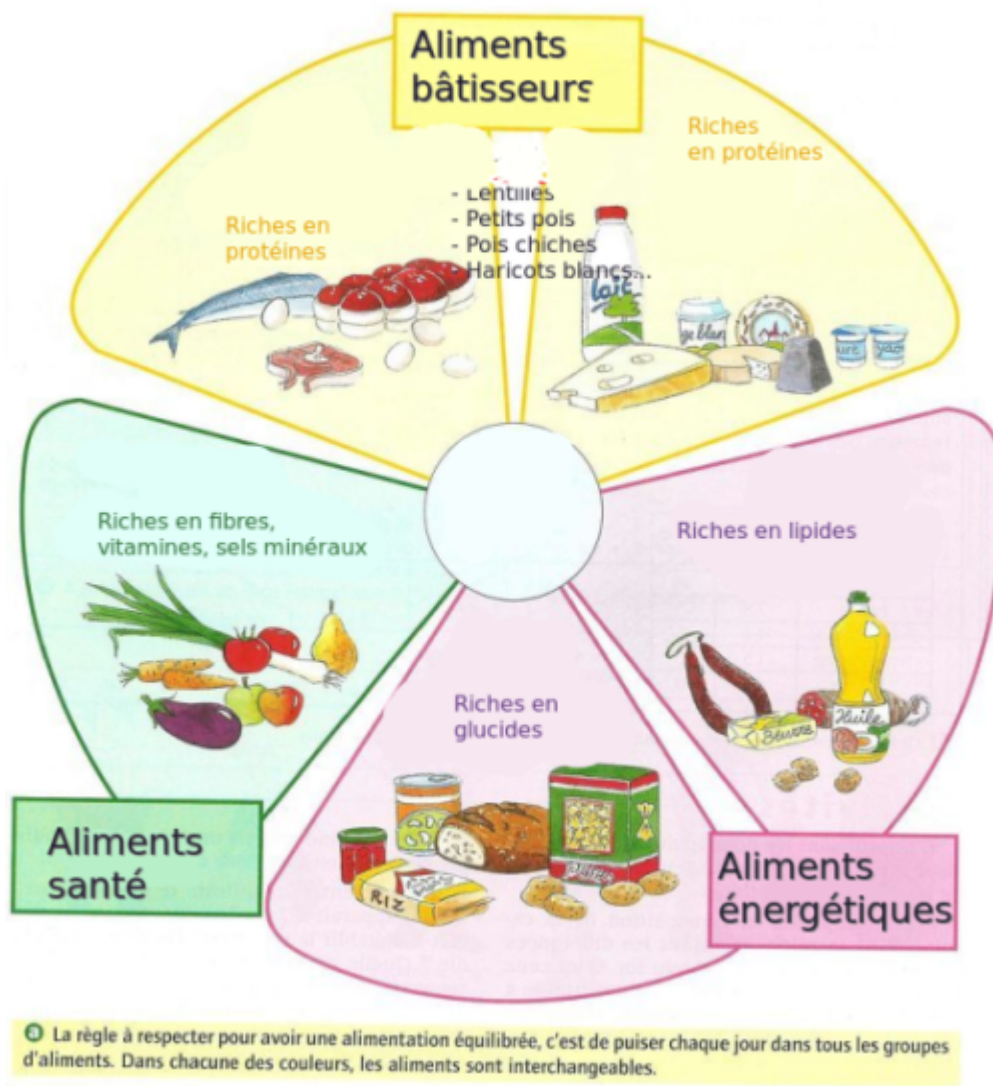 Aliments
bâtisseurs
Riches
en protéines
Riches en
protéines
- Lentilles
- Petits pois
- Pois chiches
- Haricots blancs...
lait
ge blan
Riches en fibres,
vitamines, sels minéraux
Riches en lipides
Huile
Beurre
Riches en
glucides
RIZ
Aliments
santé
Aliments
énergétiques
a La règle à respecter pour avoir une alimentation équilibrée, c'est de puiser chaque jour dans tous les groupes
d'aliments. Dans chacune des couleurs, les aliments sont interchangeables.